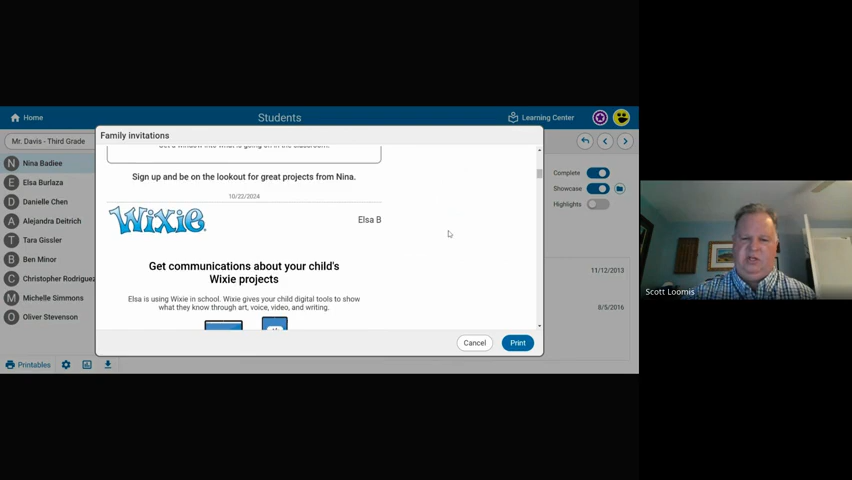 Home
Students
Learning Center
Mr. Davis - Third Grade
Family invitations
N Nina Badiee
E Elsa Burlaza
D Danielle Chen
A Alejandra Deitrich
T Tara Gissler
B Ben Minor
C Christopher Rodriguez
M Michelle Simmons
O Oliver Stevenson
Printables
Sign up and be on the lookout for great projects from Nina.
10/22/2024
Wixie
Elsa B
Get communications about your child's
Wixie projects
Elsa is using Wixie in school. Wixie gives your child digital tools to show
what they know through art, voice, video, and writing.
Cancel
Print
Complete
Showcase
Highlights
11/12/2013
8/5/2016
Scott Loomis